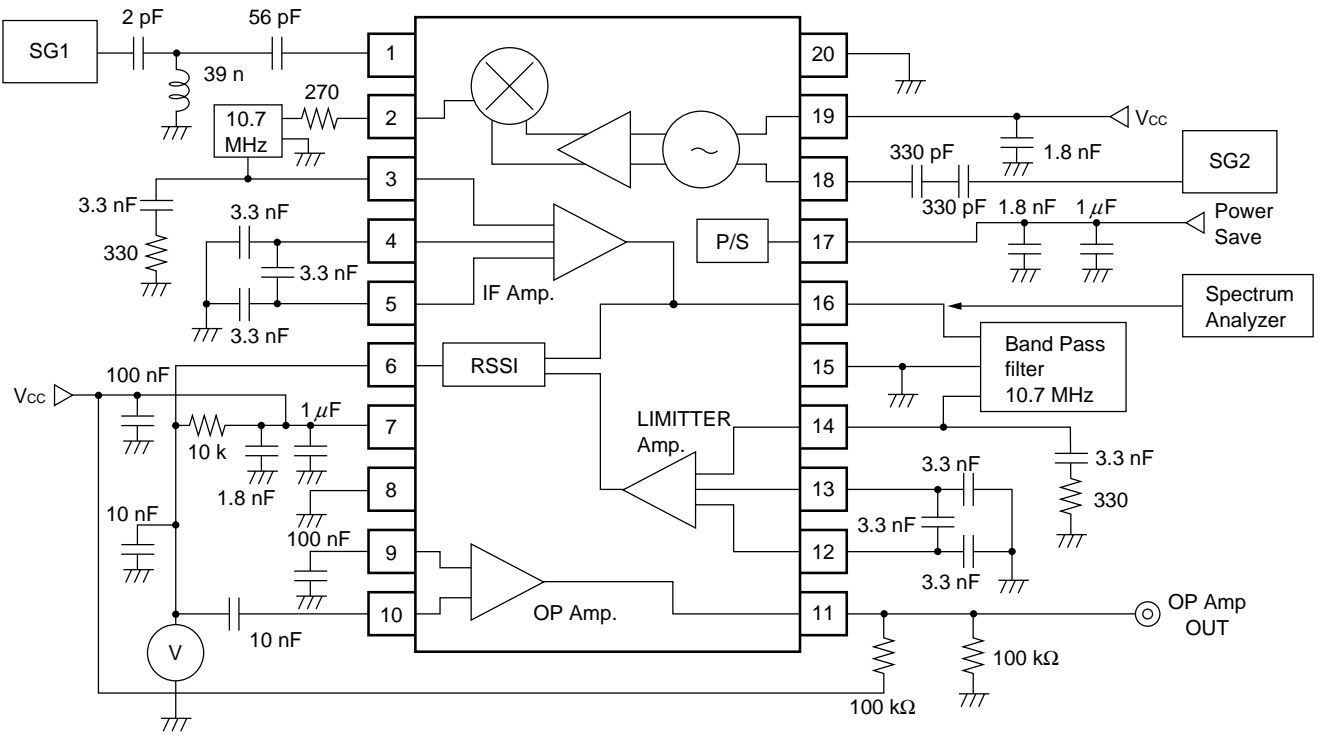 2 pF
56 pF
SG1
39 n
270
10.7
MHz
3.3 nF
330
3.3 nF
3.3 nF
3.3 nF
Vcc
100 nF
10 k
1 μF
1.8 nF
10 nF
100 nF
10 nF
V
1
2
3
4
5
6
7
8
9
10
~
P/S
IF Amp.
RSSI
LIMITTER
Amp.
OP Amp.
20
19
18
17
16
15
14
13
12
11
Vcc
1.8 nF
330 pF
330 pF
SG2
1.8 nF
1 μF
Power
Save
Spectrum
Analyzer
Band Pass
filter
10.7 MHz
3.3 nF
330
3.3 nF
3.3 nF
3.3 nF
OP Amp
OUT
100 kΩ
100 kΩ